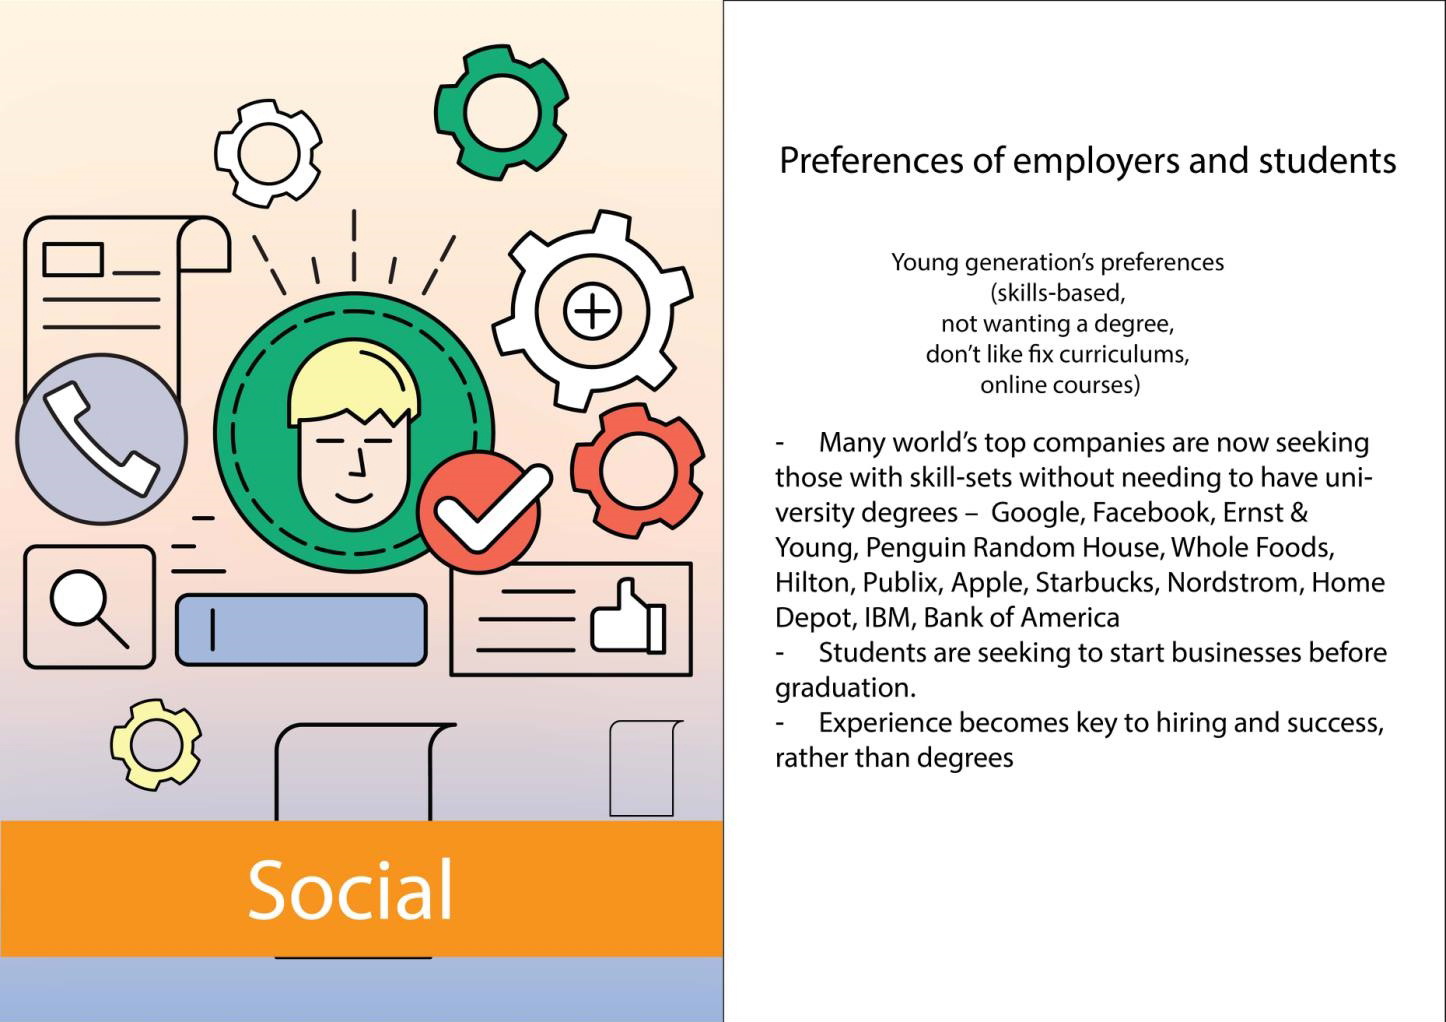 Social
Preferences of employers and students
Young generation’s preferences
(skills-based,
not wanting a degree,
don’t like fix curriculums,
online courses)
- Many world’s top companies are now seeking
those with skill-sets without needing to have uni-
versity degrees – Google, Facebook, Ernst &
Young, Penguin Random House, Whole Foods,
Hilton, Publix, Apple, Starbucks, Nordstrom, Home
Depot, IBM, Bank of America
- Students are seeking to start businesses before
graduation.
- Experience becomes key to hiring and success,
rather than degrees